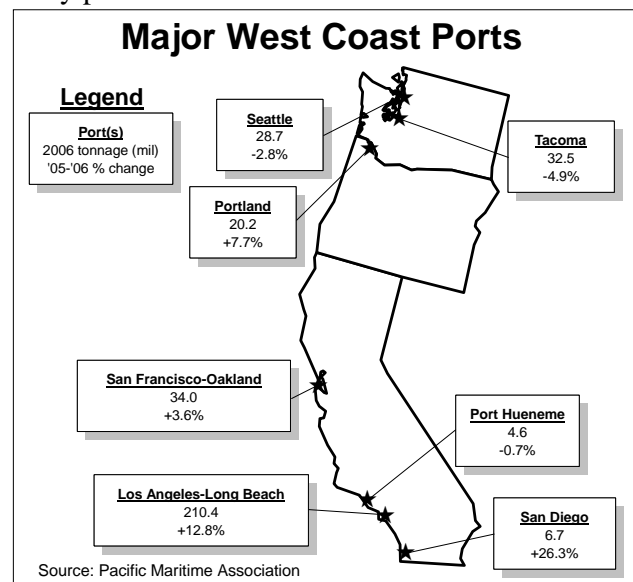 Major West Coast Ports
Legend
Port(s)
2006 tonnage (mil)
'05-'06 % change
Seattle
28.7
-2.8%
Tacoma
32.5
-4.9%
Portland
20.2
+7.7%
San Francisco-Oakland
34.0
+3.6%
Port Hueneme
4.6
-0.7%
Los Angeles-Long Beach
210.4
+12.8%
San Diego
6.7
+26.3%
Source: Pacific Maritime Association